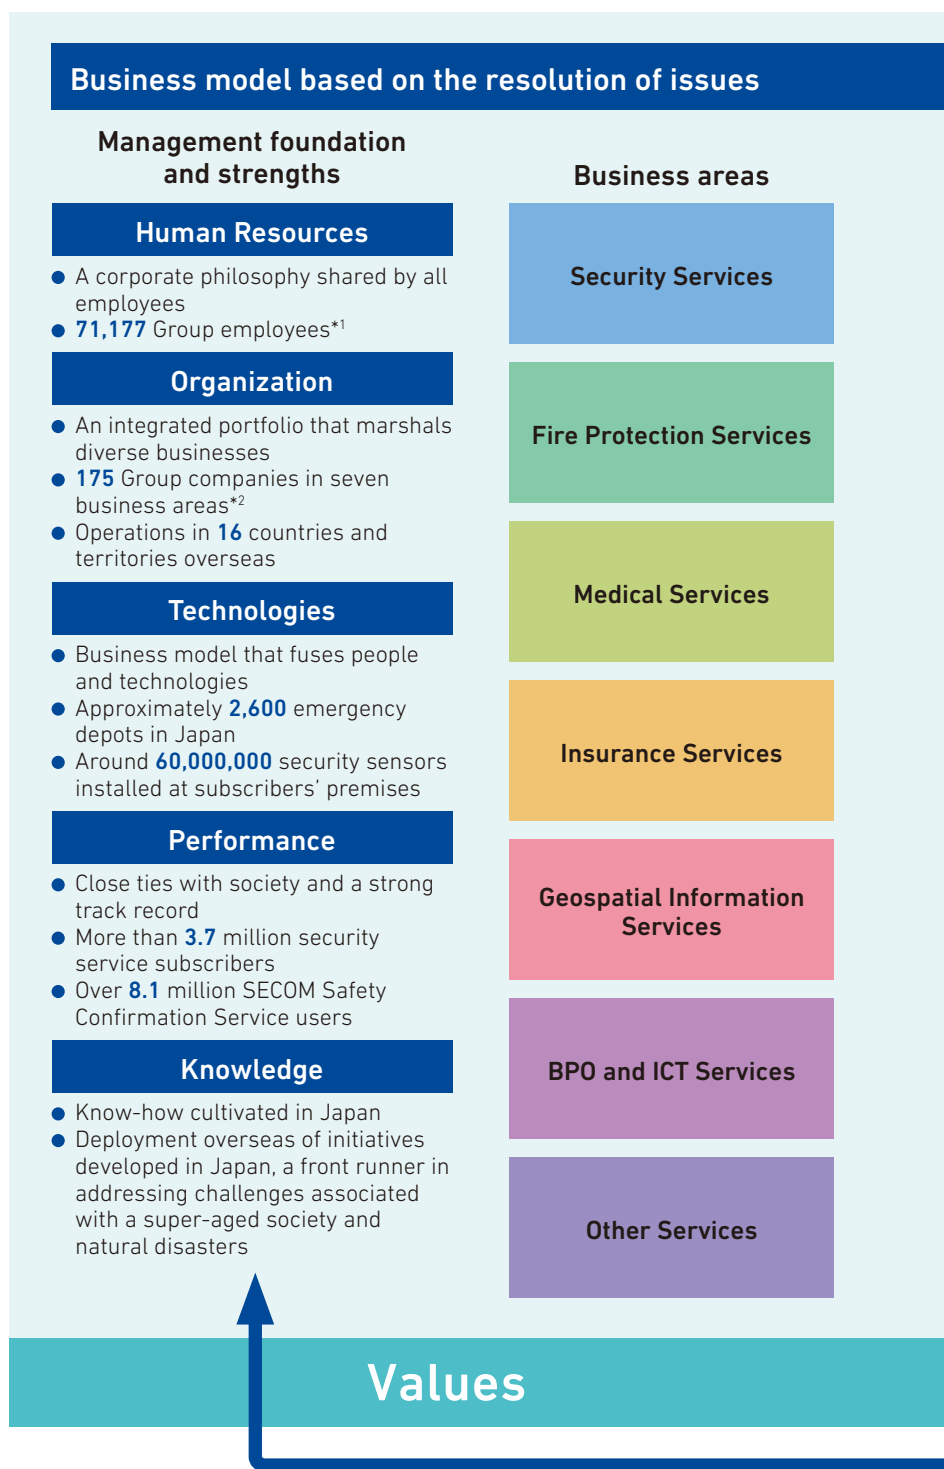 Business model based on the resolution of issues
Management foundation
and strengths
Human Resources
● A corporate philosophy shared by all
employees
● 71,177 Group employees*1
Organization
● An integrated portfolio that marshals
diverse businesses
● 175 Group companies in seven
business areas*2
● Operations in 16 countries and
territories overseas
Technologies
● Business model that fuses people
and technologies
● Approximately 2,600 emergency
depots in Japan
● Around 60,000,000 security sensors
installed at subscribers’ premises
Performance
● Close ties with society and a strong
track record
● More than 3.7 million security
service subscribers
● Over 8.1 million SECOM Safety
Confirmation Service users
Knowledge
● Know-how cultivated in Japan
● Deployment overseas of initiatives
developed in Japan, a front runner in
addressing challenges associated
with a super-aged society and
natural disasters
Business areas
Security Services
Fire Protection Services
Medical Services
Insurance Services
Geospatial Information
Services
BPO and ICT Services
Other Services
Values